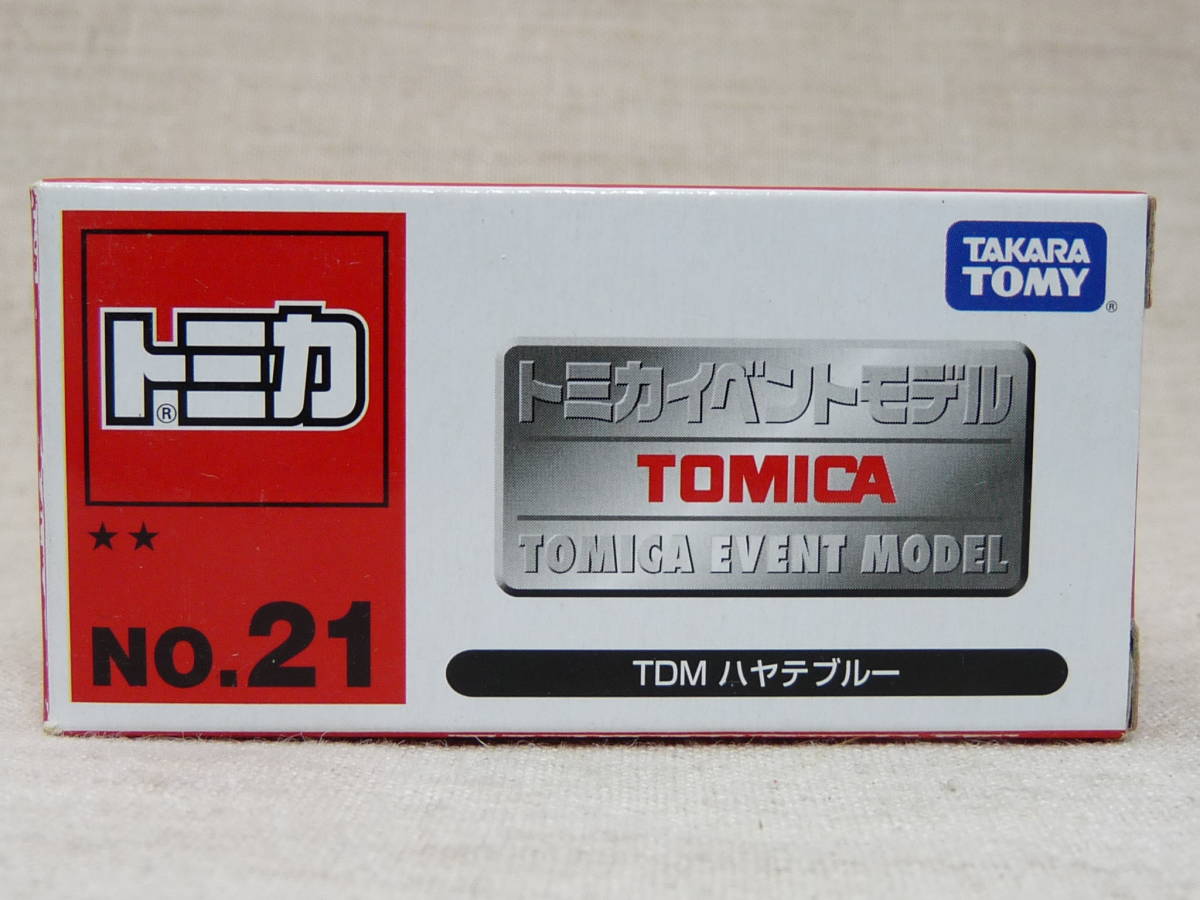 トミカ®
★★
NO.21
TAKARA
TOMY®
トミカイベントモデル
TOMICA
TOMICA EVENT MODEL
TDM ハヤテブルー